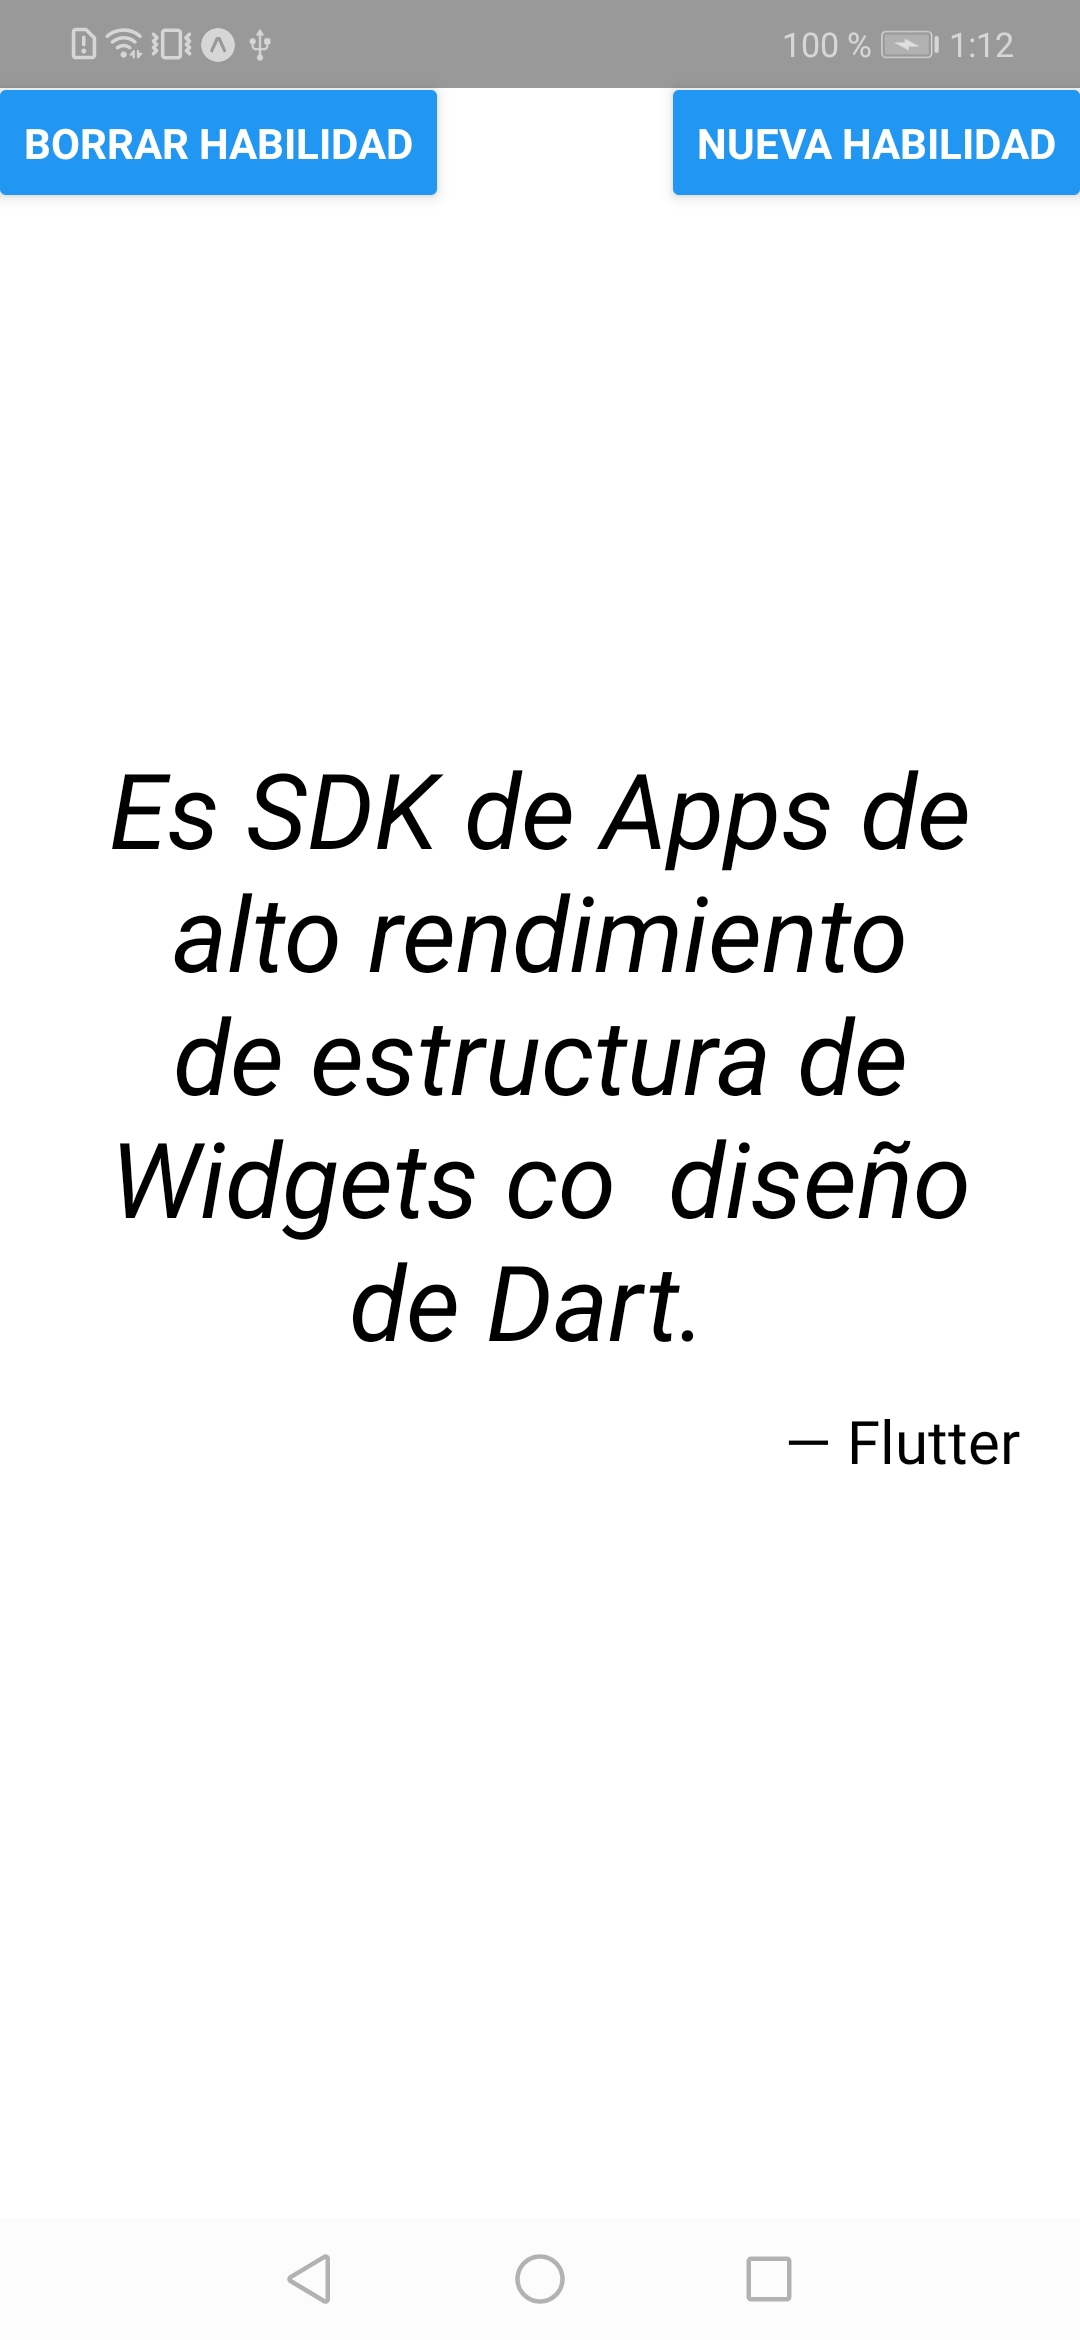 100 % 1:12
BORRAR HABILIDAD
NUEVA HABILIDAD
Es SDK de Apps de
alto rendimiento
de estructura de
Widgets co  diseño
de Dart.
— Flutter